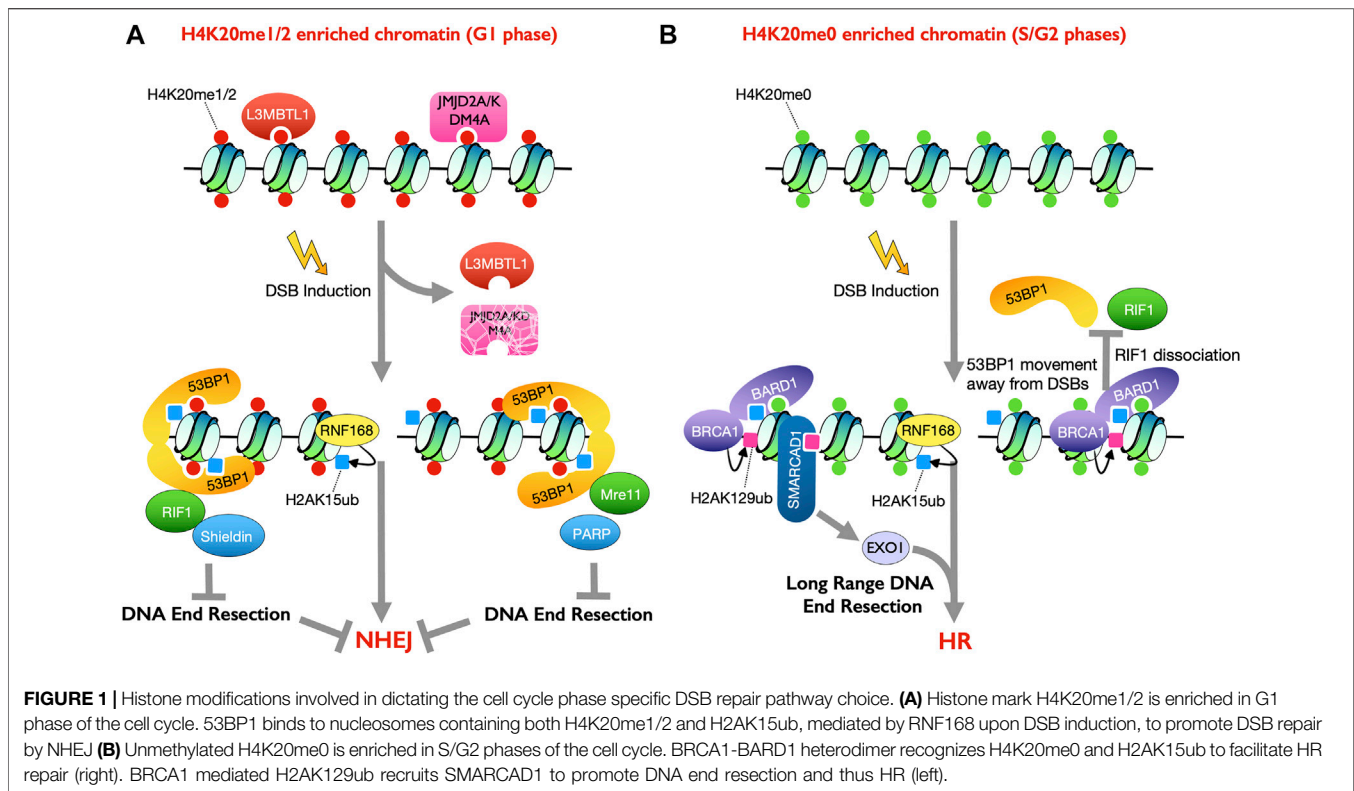 A
H4K20me1/2 enriched chromatin (G1 phase)
H4K20me1/2
L3MBTL1
JMJD2A/K
DM4A
DSB Induction
L3MBTL1
JMJD2A/KD
M4A
53BP1
53BP1
RNF168
H2AK15ub
RIF1
Shieldin
53BP1
53BP1
Mre11
PARP
DNA End Resection
DNA End Resection
NHEJ
B
H4K20me0 enriched chromatin (S/G2 phases)
H4K20me0
DSB Induction
53BP1
RIF1
53BP1 movement
away from DSBs
RIF1 dissociation
BARD1
BRCA1
SMARCAD1
RNF168
BARD1
BRCA1
H2AK129ub
H2AK15ub
EXO1
Long Range DNA
End Resection
HR
FIGURE 1 | Histone modifications involved in dictating the cell cycle phase specific DSB repair pathway choice. (A) Histone mark H4K20me1/2 is enriched in G1
phase of the cell cycle. 53BP1 binds to nucleosomes containing both H4K20me1/2 and H2AK15ub, mediated by RNF168 upon DSB induction, to promote DSB repair
by NHEJ (B) Unmethylated H4K20me0 is enriched in S/G2 phases of the cell cycle. BRCA1-BARD1 heterodimer recognizes H4K20me0 and H2AK15ub to facilitate HR
repair (right). BRCA1 mediated H2AK129ub recruits SMARCAD1 to promote DNA end resection and thus HR (left).